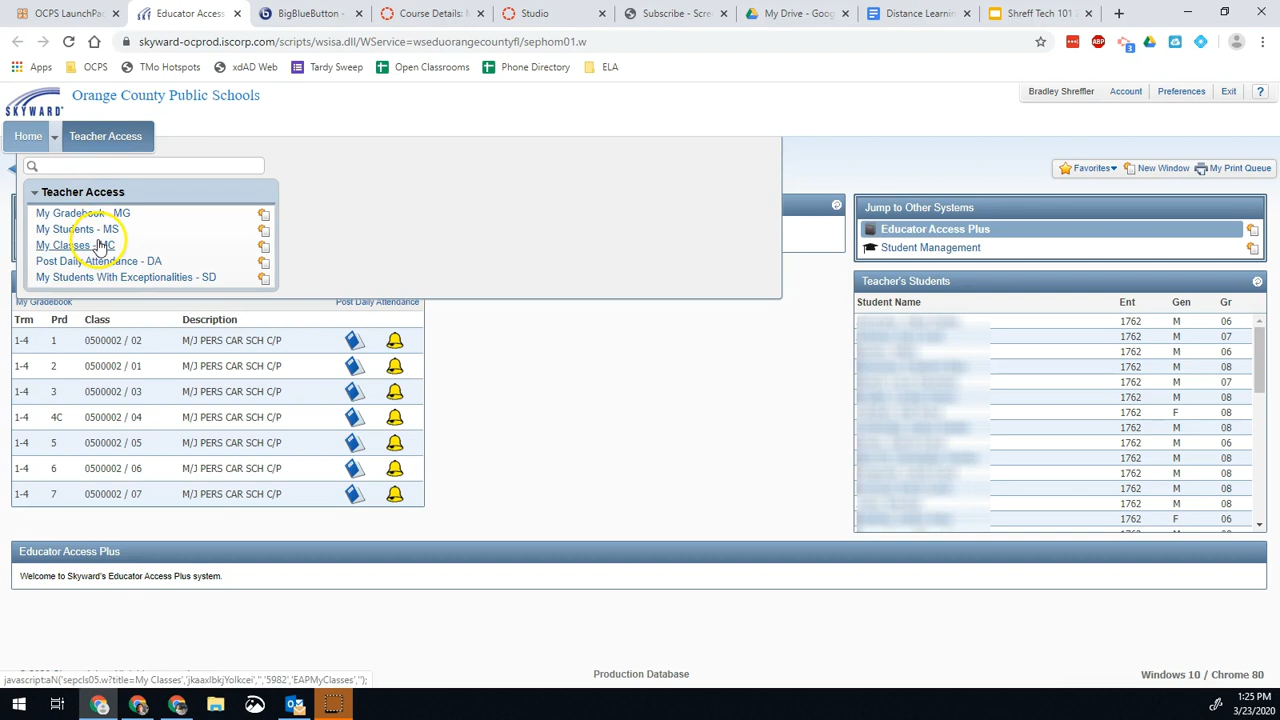 OCPS LaunchPa
Educator Access
BigBlueButton -
Course Details: M
Studio
Subscribe - Scre
My Drive - Goog
Distance Learnin
Shreff Tech 101
skyward-ocprod.iscorp.com/scripts/wsisa.dll/WService=wseduorangecountyfl/sephom01.w
Apps
OCPS
TMo Hotspots
xdAD Web
Tardy Sweep
Open Classrooms
Phone Directory
ELA
SKYWARD
Orange County Public Schools
Bradley Shreffler
Account
Preferences
Exit
?
Home
Teacher Access
Favorites
New Window
My Print Queue
Teacher Access
My Gradebook - MG
My Students - MS
My Classes - MC
Post Daily Attendance - DA
My Students With Exceptionalities - SD
Jump to Other Systems
Educator Access Plus
Student Management
My Gradebook
Post Daily Attendance
Trm Prd Class Description
1-4 1 0500002 / 02 M/J PERS CAR SCH C/P
1-4 2 0500002 / 01 M/J PERS CAR SCH C/P
1-4 3 0500002 / 03 M/J PERS CAR SCH C/P
1-4 4C 0500002 / 04 M/J PERS CAR SCH C/P
1-4 5 0500002 / 05 M/J PERS CAR SCH C/P
1-4 6 0500002 / 06 M/J PERS CAR SCH C/P
1-4 7 0500002 / 07 M/J PERS CAR SCH C/P
Teacher's Students
Student Name Ent Gen Gr
1762 M 06
1762 M 07
1762 M 06
1762 M 08
1762 M 07
1762 M 08
1762 F 08
1762 M 08
1762 M 06
1762 M 08
1762 M 08
1762 M 08
1762 M 08
1762 F 06
Educator Access Plus
Welcome to Skyward's Educator Access Plus system.
javascript:aN('sepcls05.w?title=My Classes','jkaaxlbkjYolkcei','','5982','EAPMyClasses','');
Production Database
Windows 10 / Chrome 80
1:25 PM
3/23/2020